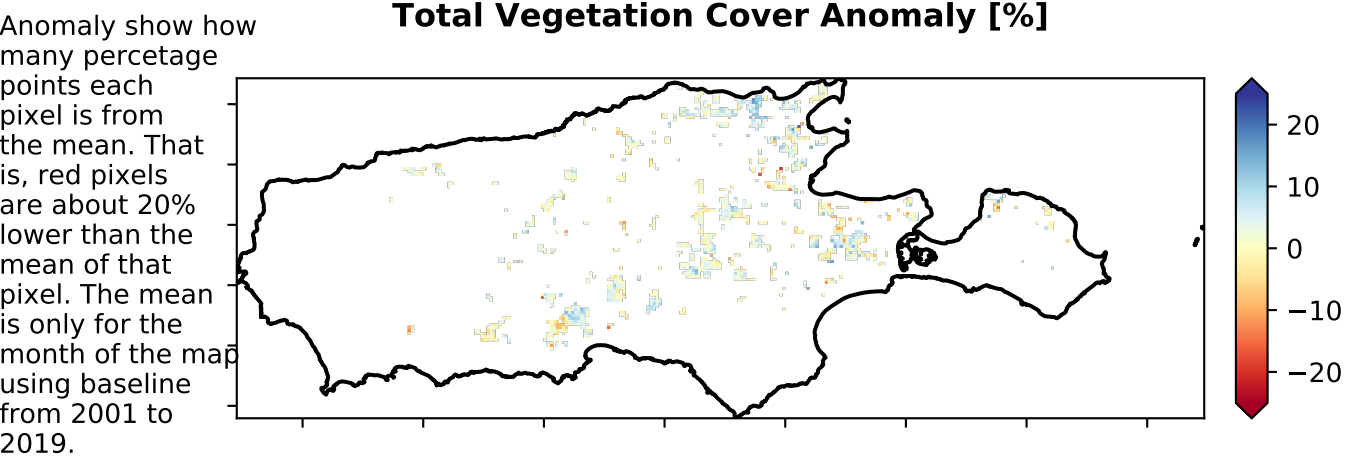 Total Vegetation Cover Anomaly [%]
Anomaly show how
many percetage
points each
pixel is from
the mean. That
is, red pixels
are about 20%
lower than the
mean of that
pixel. The mean
is only for the
month of the map
using baseline
from 2001 to
2019.
20
10
0
−10
−20